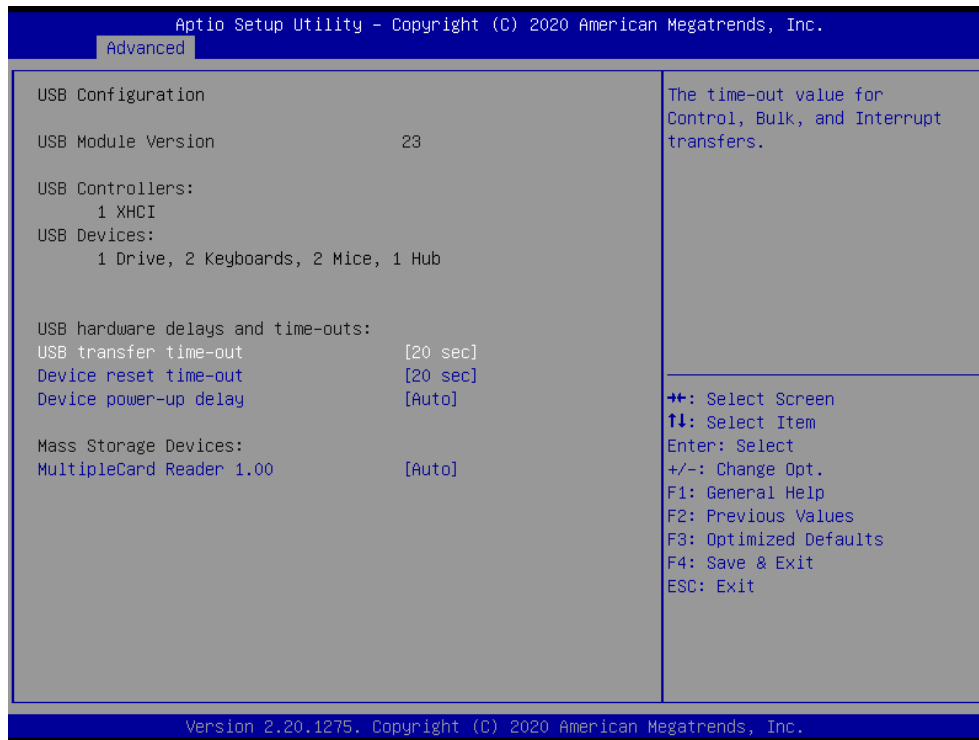 Aptio Setup Utility – Copyright (C) 2020 American Megatrends, Inc.
Advanced
USB Configuration
USB Module Version 23
USB Controllers:
1 XHCI
USB Devices:
1 Drive, 2 Keyboards, 2 Mice, 1 Hub
USB hardware delays and time-outs:
USB transfer time-out [20 sec]
Device reset time-out [20 sec]
Device power-up delay [Auto]
Mass Storage Devices:
MultipleCard Reader 1.00 [Auto]
The time-out value for
Control, Bulk, and Interrupt
transfers.
→←: Select Screen
↑↓: Select Item
Enter: Select
+/-: Change Opt.
F1: General Help
F2: Previous Values
F3: Optimized Defaults
F4: Save & Exit
ESC: Exit
Version 2.20.1275. Copyright (C) 2020 American Megatrends, Inc.